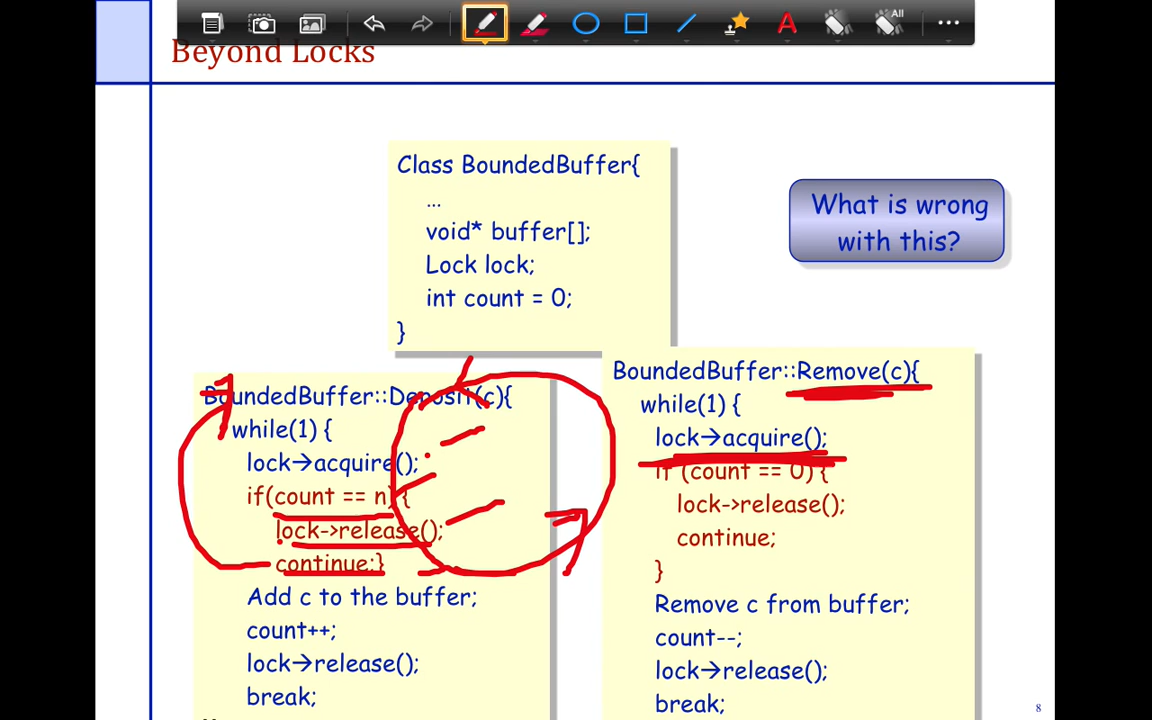 All
A
Beyond Locks
Class BoundedBuffer{
...
void* buffer[];
Lock lock;
int count = 0;
}
What is wrong
with this?
BoundedBuffer::Deposit(c){
while(1) {
lock→acquire();
if(count == n) {
lock->release();
continue;}
Add c to the buffer;
count++;
lock→release();
break;
BoundedBuffer::Remove(c){
while(1) {
lock→acquire();
if (count == 0) {
lock->release();
continue;
}
Remove c from buffer;
count--;
lock→release();
break;
8